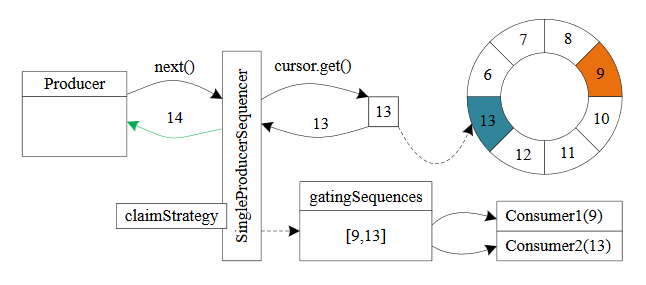 Producer
next()
14
SingleProducerSequencer
claimStrategy
cursor.get()
13
13
6
7
8
9
10
11
12
13
gatingSequences
[9,13]
Consumer1(9)
Consumer2(13)